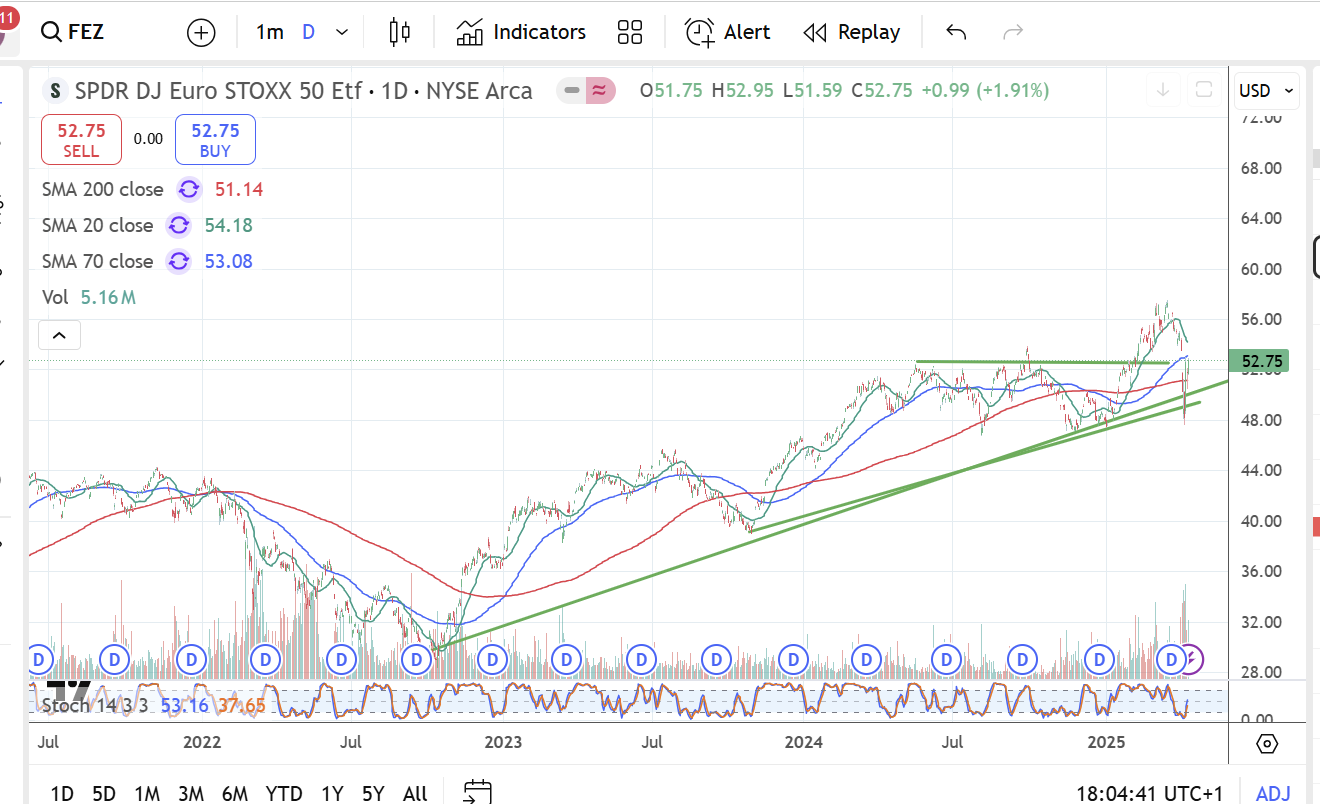 11
FEZ
1m D
Indicators
Alert
Replay
S SPDR DJ Euro STOXX 50 Etf · 1D · NYSE Arca
O51.75 H52.95 L51.59 C52.75 +0.99 (+1.91%)
USD
52.75
SELL
0.00
52.75
BUY
SMA 200 close 51.14
SMA 20 close 54.18
SMA 70 close 53.08
Vol 5.16M
72.00
68.00
64.00
60.00
56.00
52.75
52.00
48.00
44.00
40.00
36.00
32.00
28.00
D D D D D D D D D D D D D D D D
Stoch 14 3 3 53.16 37.65
0.00
Jul 2022 Jul 2023 Jul 2024 Jul 2025
1D 5D 1M 3M 6M YTD 1Y 5Y All
18:04:41 UTC+1 ADJ